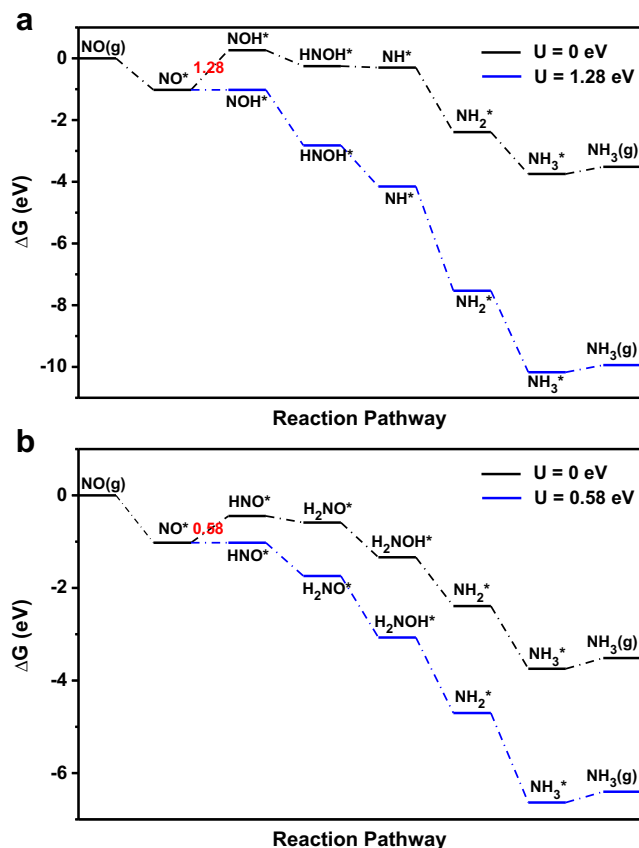 a
NO(g)
NO*
1.28
NOH*
HNOH*
NH*
NH₂*
NH₃*
NH₃(g)
U = 0 eV
U = 1.28 eV
NOH*
HNOH*
NH*
NH₂*
NH₃*
NH₃(g)
0
-2
-4
-6
-8
-10
ΔG (eV)
Reaction Pathway
b
NO(g)
NO*
0.58
HNO*
H₂NO*
H₂NOH*
NH₂*
NH₃*
NH₃(g)
U = 0 eV
U = 0.58 eV
HNO*
H₂NO*
H₂NOH*
NH₂*
NH₃*
NH₃(g)
0
-2
-4
-6
ΔG (eV)
Reaction Pathway